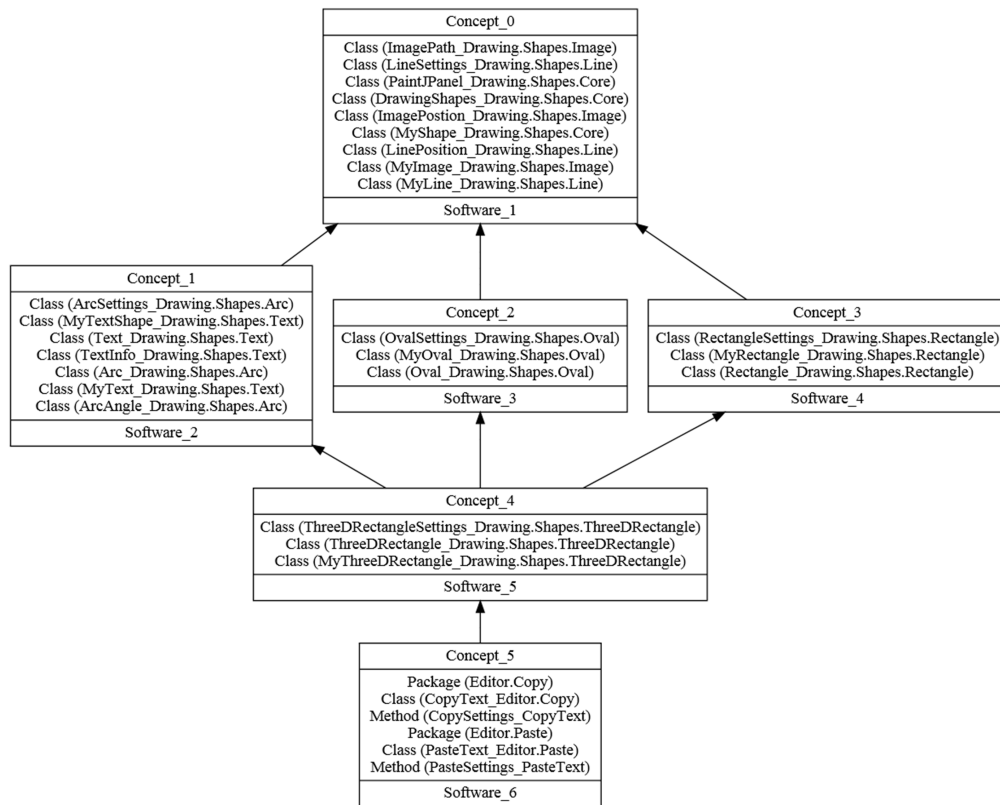 Concept_0
Class (ImagePath_Drawing.Shapes.Image)
Class (LineSettings_Drawing.Shapes.Line)
Class (PaintJPanel_Drawing.Shapes.Core)
Class (DrawingShapes_Drawing.Shapes.Core)
Class (ImagePostion_Drawing.Shapes.Image)
Class (MyShape_Drawing.Shapes.Core)
Class (LinePosition_Drawing.Shapes.Line)
Class (MyImage_Drawing.Shapes.Image)
Class (MyLine_Drawing.Shapes.Line)
Software_1
Concept_1
Class (ArcSettings_Drawing.Shapes.Arc)
Class (MyTextShape_Drawing.Shapes.Text)
Class (Text_Drawing.Shapes.Text)
Class (TextInfo_Drawing.Shapes.Text)
Class (Arc_Drawing.Shapes.Arc)
Class (MyText_Drawing.Shapes.Text)
Class (ArcAngle_Drawing.Shapes.Arc)
Software_2
Concept_2
Class (OvalSettings_Drawing.Shapes.Oval)
Class (MyOval_Drawing.Shapes.Oval)
Class (Oval_Drawing.Shapes.Oval)
Software_3
Concept_3
Class (RectangleSettings_Drawing.Shapes.Rectangle)
Class (MyRectangle_Drawing.Shapes.Rectangle)
Class (Rectangle_Drawing.Shapes.Rectangle)
Software_4
Concept_4
Class (ThreeDRectangleSettings_Drawing.Shapes.ThreeDRectangle)
Class (ThreeDRectangle_Drawing.Shapes.ThreeDRectangle)
Class (MyThreeDRectangle_Drawing.Shapes.ThreeDRectangle)
Software_5
Concept_5
Package (Editor.Copy)
Class (CopyText_Editor.Copy)
Method (CopySettings_CopyText)
Package (Editor.Paste)
Class (PasteText_Editor.Paste)
Method (PasteSettings_PasteText)
Software_6